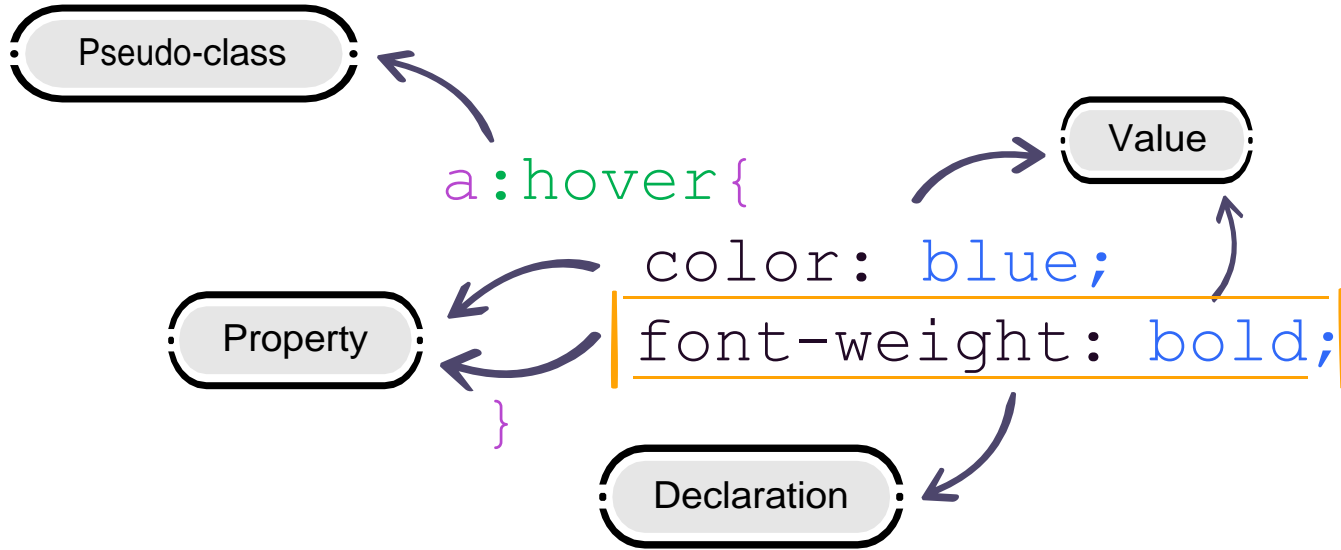 Pseudo-class
Value
a:hover{
color: blue;
Property
font-weight: bold;
}
Declaration